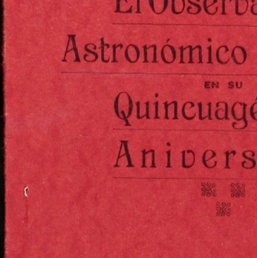 El Observa
Astronómico
EN SU
Quincuagé
Anivers